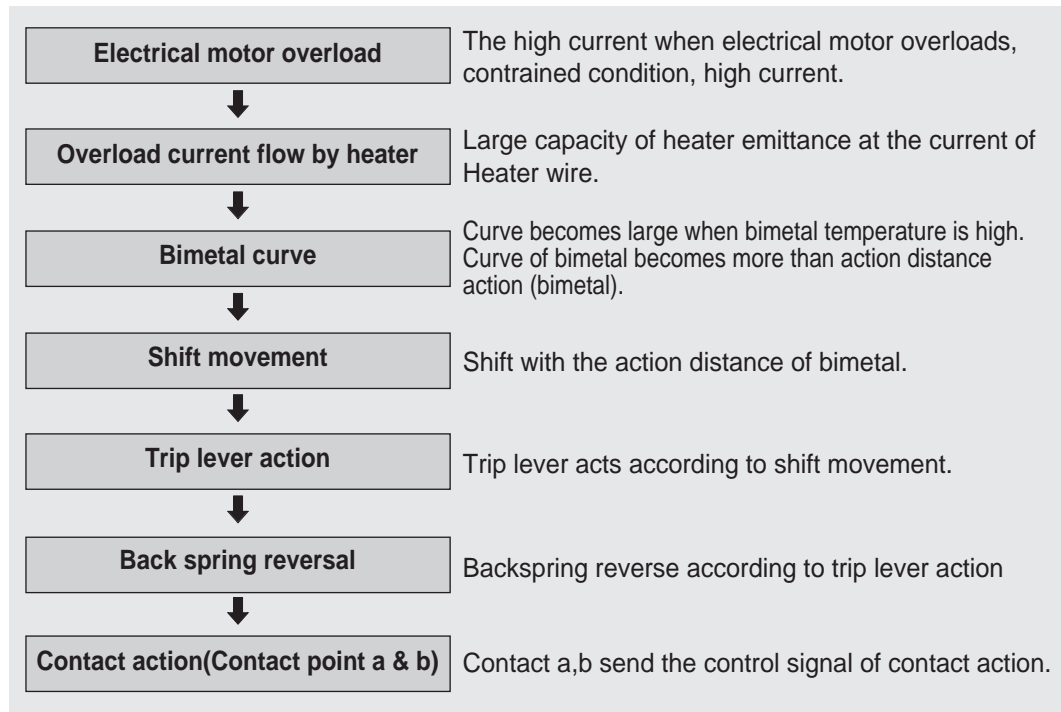 Electrical motor overload
The high current when electrical motor overloads,
contrained condition, high current.
Overload current flow by heater
Large capacity of heater emittance at the current of
Heater wire.
Bimetal curve
Curve becomes large when bimetal temperature is high.
Curve of bimetal becomes more than action distance
action (bimetal).
Shift movement
Shift with the action distance of bimetal.
Trip lever action
Trip lever acts according to shift movement.
Back spring reversal
Backspring reverse according to trip lever action
Contact action(Contact point a & b)
Contact a,b send the control signal of contact action.